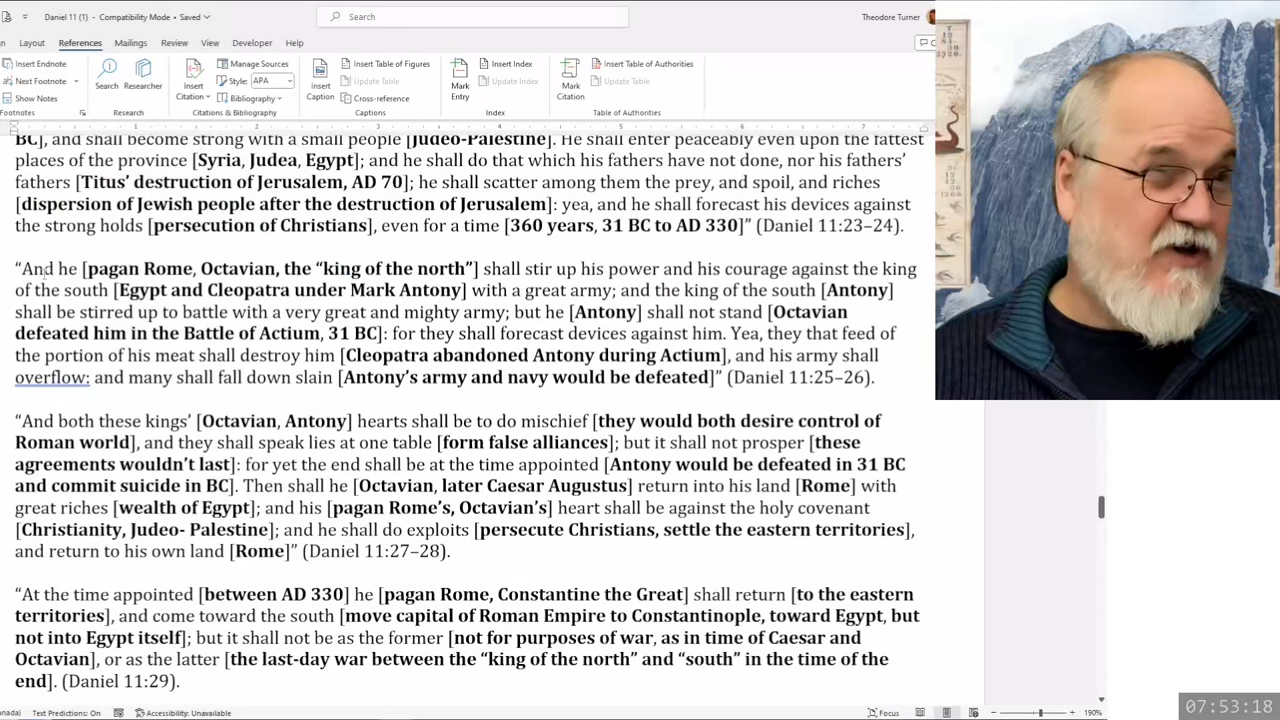 Daniel 11 (1) - Compatibility Mode • Saved
Search
Theodore Turner
Layout References Mailings Review View Developer Help
Insert Endnote
Next Footnote
Show Notes
Footnotes
Search
Researcher
Research
Insert Citation
Manage Sources
Style: APA
Bibliography
Citations & Bibliography
Insert Caption
Insert Table of Figures
Update Table
Cross-reference
Captions
Mark Entry
Insert Index
Update Index
Index
Mark Citation
Insert Table of Authorities
Update Table
Table of Authorities
1 2 3 4 5 6 7
BC], and shall become strong with a small people [Judeo-Palestine]. He shall enter peaceably even upon the fattest
places of the province [Syria, Judea, Egypt]; and he shall do that which his fathers have not done, nor his fathers’
fathers [Titus’ destruction of Jerusalem, AD 70]; he shall scatter among them the prey, and spoil, and riches
[dispersion of Jewish people after the destruction of Jerusalem]: yea, and he shall forecast his devices against
the strong holds [persecution of Christians], even for a time [360 years, 31 BC to AD 330]” (Daniel 11:23–24).
“And he [pagan Rome, Octavian, the “king of the north”] shall stir up his power and his courage against the king
of the south [Egypt and Cleopatra under Mark Antony] with a great army; and the king of the south [Antony]
shall be stirred up to battle with a very great and mighty army; but he [Antony] shall not stand [Octavian
defeated him in the Battle of Actium, 31 BC]: for they shall forecast devices against him. Yea, they that feed of
the portion of his meat shall destroy him [Cleopatra abandoned Antony during Actium], and his army shall
overflow: and many shall fall down slain [Antony’s army and navy would be defeated]” (Daniel 11:25–26).
“And both these kings’ [Octavian, Antony] hearts shall be to do mischief [they would both desire control of
Roman world], and they shall speak lies at one table [form false alliances]; but it shall not prosper [these
agreements wouldn’t last]: for yet the end shall be at the time appointed [Antony would be defeated in 31 BC
and commit suicide in BC]. Then shall he [Octavian, later Caesar Augustus] return into his land [Rome] with
great riches [wealth of Egypt]; and his [pagan Rome’s, Octavian’s] heart shall be against the holy covenant
[Christianity, Judeo- Palestine]; and he shall do exploits [persecute Christians, settle the eastern territories],
and return to his own land [Rome]” (Daniel 11:27–28).
“At the time appointed [between AD 330] he [pagan Rome, Constantine the Great] shall return [to the eastern
territories], and come toward the south [move capital of Roman Empire to Constantinople, toward Egypt, but
not into Egypt itself]; but it shall not be as the former [not for purposes of war, as in time of Caesar and
Octavian], or as the latter [the last-day war between the “king of the north” and “south” in the time of the
end]. (Daniel 11:29).
anada) Text Predictions: On Accessibility: Unavailable Focus 190%
07:53:18